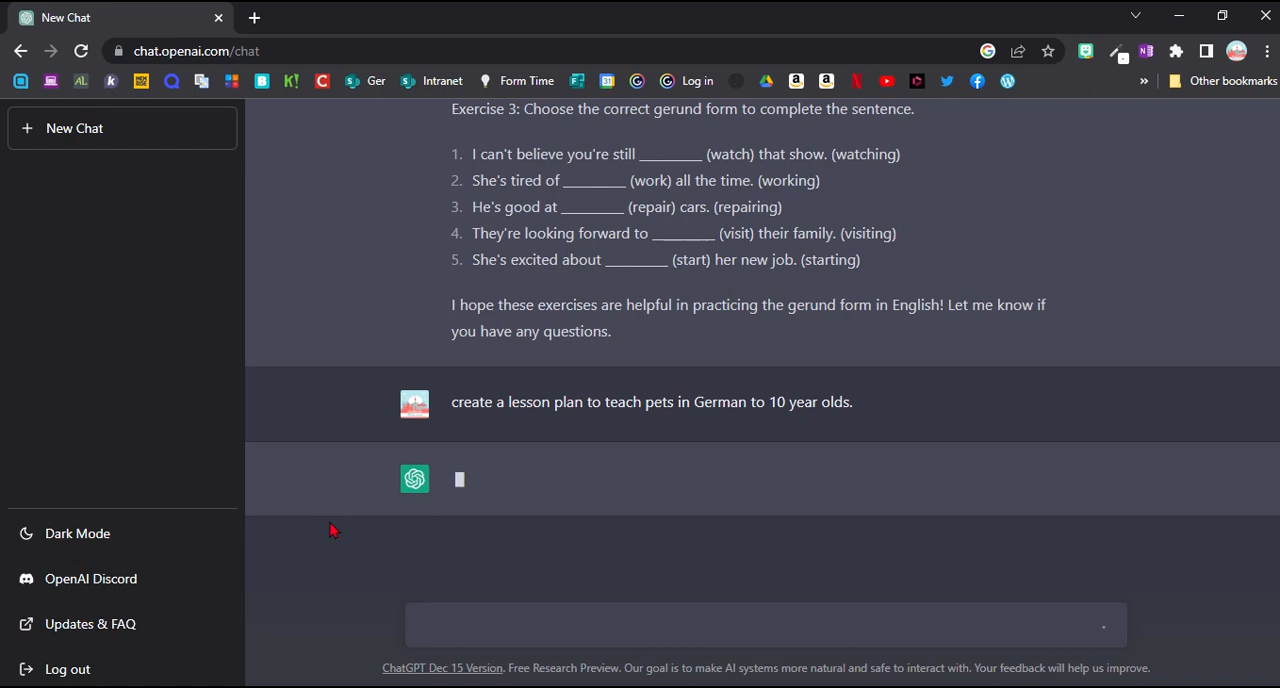 New Chat
chat.openai.com/chat
Ger Intranet Form Time Log in » Other bookmarks
+ New Chat
Exercise 3: Choose the correct gerund form to complete the sentence.
1. I can't believe you're still ________ (watch) that show. (watching)
2. She's tired of ________ (work) all the time. (working)
3. He's good at ________ (repair) cars. (repairing)
4. They're looking forward to ________ (visit) their family. (visiting)
5. She's excited about ________ (start) her new job. (starting)
I hope these exercises are helpful in practicing the gerund form in English! Let me know if
you have any questions.
create a lesson plan to teach pets in German to 10 year olds.
Dark Mode
OpenAI Discord
Updates & FAQ
Log out
ChatGPT Dec 15 Version. Free Research Preview. Our goal is to make AI systems more natural and safe to interact with. Your feedback will help us improve.